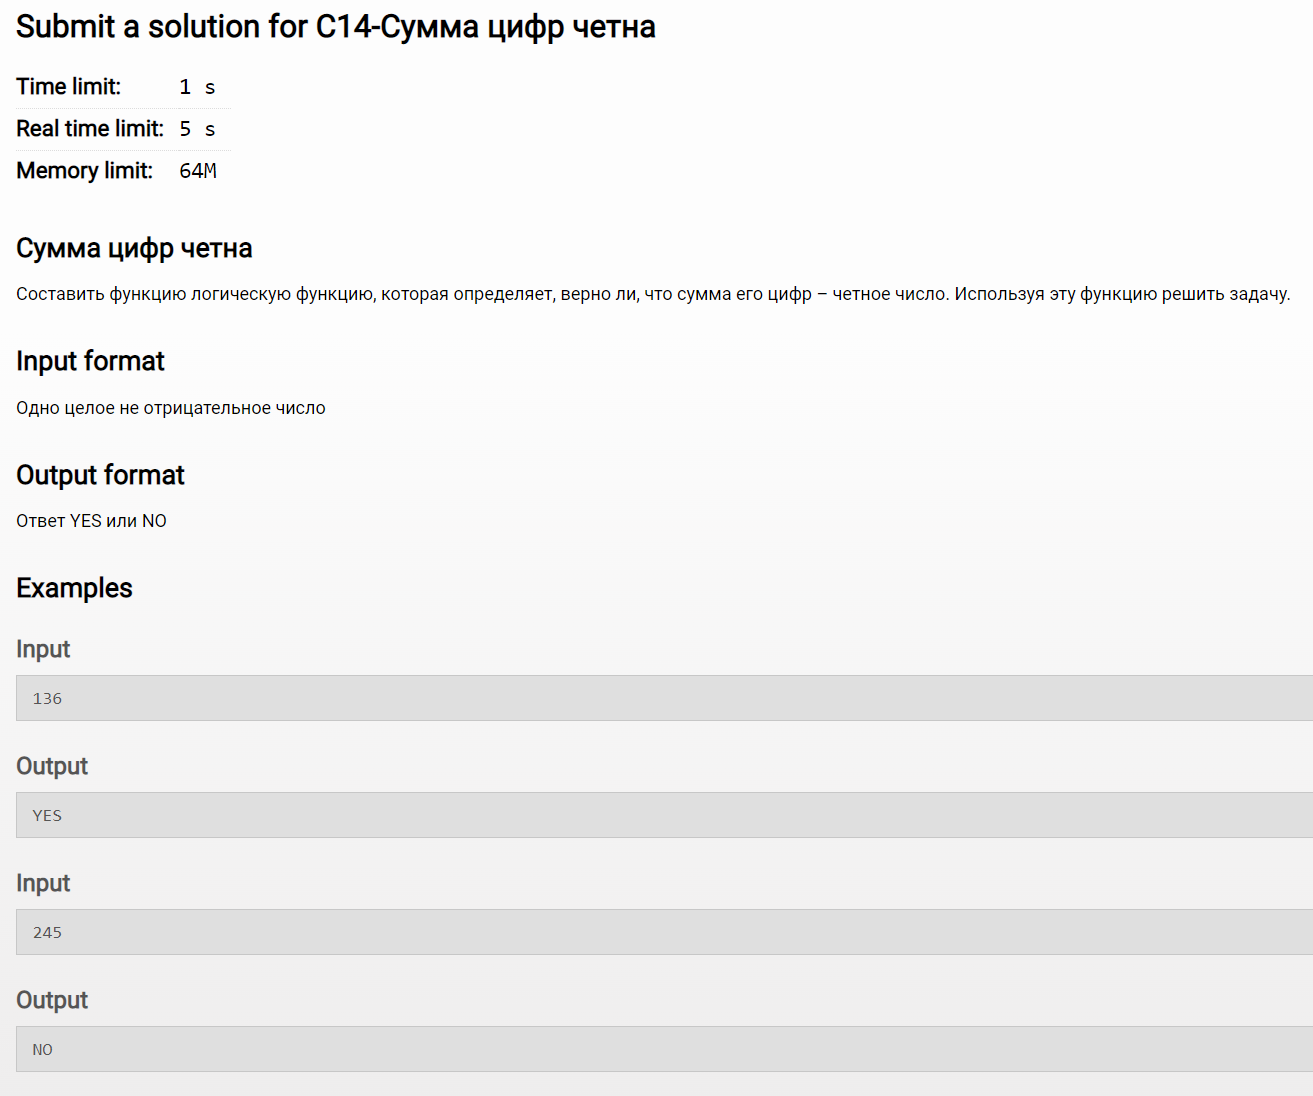 Submit a solution for C14-Сумма цифр четна
Time limit: 1 s
Real time limit: 5 s
Memory limit: 64M
Сумма цифр четна
Составить функцию логическую функцию, которая определяет, верно ли, что сумма его цифр – четное число. Используя эту функцию решить задачу.
Input format
Одно целое не отрицательное число
Output format
Ответ YES или NO
Examples
Input
136
Output
YES
Input
245
Output
NO